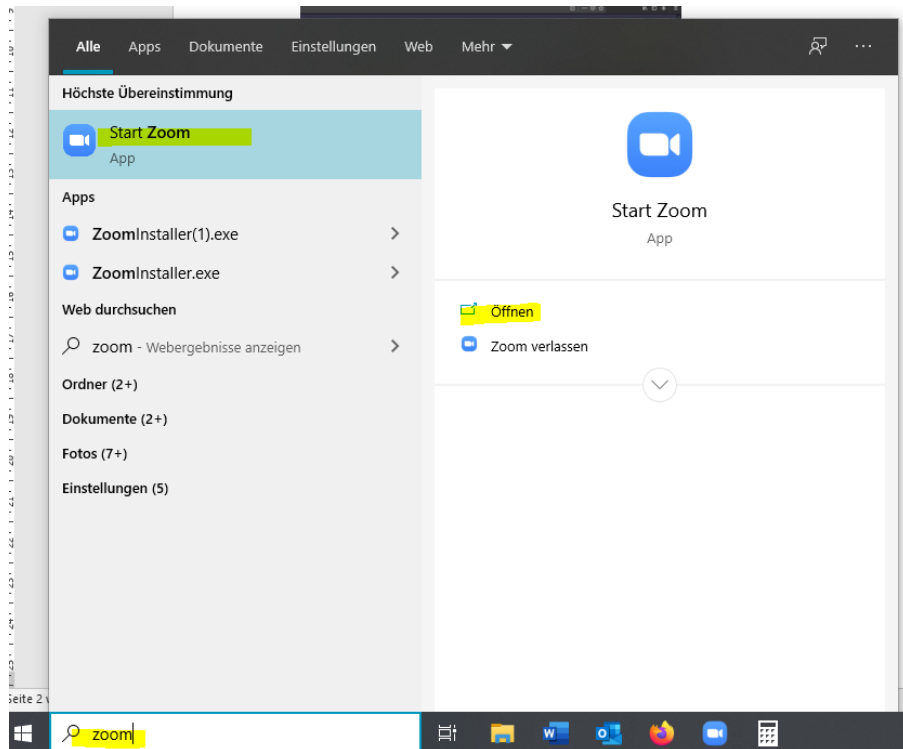 Alle Apps Dokumente Einstellungen Web Mehr
Höchste Übereinstimmung
Start Zoom
App
Apps
ZoomInstaller(1).exe
ZoomInstaller.exe
Web durchsuchen
zoom - Webergebnisse anzeigen
Ordner (2+)
Dokumente (2+)
Fotos (7+)
Einstellungen (5)
Start Zoom
App
Öffnen
Zoom verlassen
Seite 2
zoom